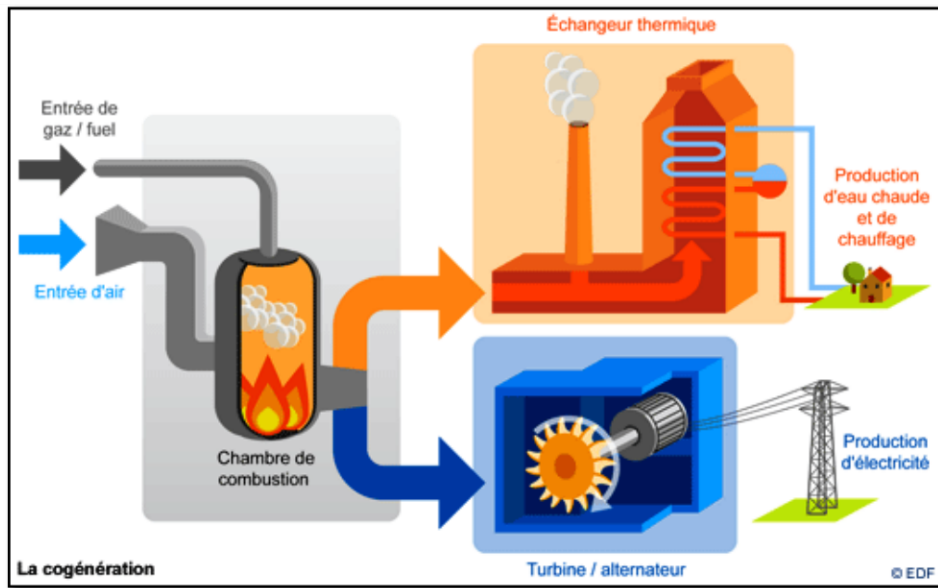 Échangeur thermique
Entrée de
gaz / fuel
Entrée d'air
Chambre de
combustion
Production
d'eau chaude
et de
chauffage
Production
d'électricité
Turbine / alternateur
La cogénération
© EDF